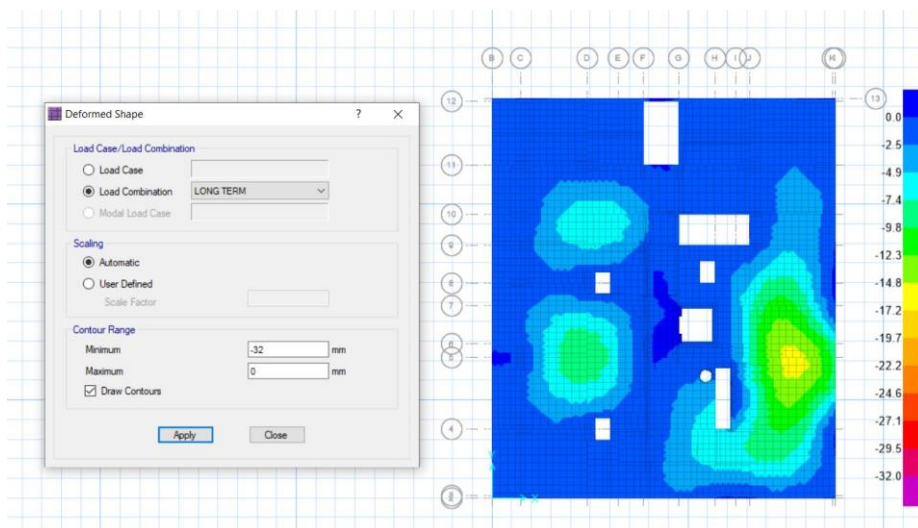 Deformed Shape ? ×
Load Case/Load Combination
Load Case
Load Combination LONG TERM
Modal Load Case
Scaling
Automatic
User Defined
Scale Factor
Contour Range
Minimum -32 mm
Maximum 0 mm
Draw Contours
Apply Close
B C D E F G H I J
12 13
11
10
9
8
7
6
5
4
X
0.0
-2.5
-4.9
-7.4
-9.8
-12.3
-14.8
-17.2
-19.7
-22.2
-24.6
-27.1
-29.5
-32.0